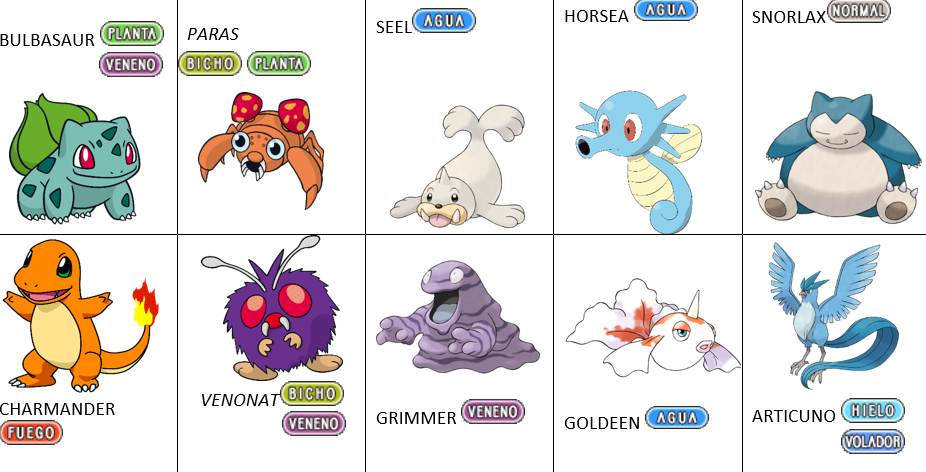 BULBASAUR PLANTA
VENENO
PARAS
BICHO PLANTA
SEEL AGUA
HORSEA AGUA
SNORLAX NORMAL
CHARMANDER
FUEGO
VENONAT BICHO
VENENO
GRIMMER VENENO
GOLDEEN AGUA
ARTICUNO HIELO
VOLADOR